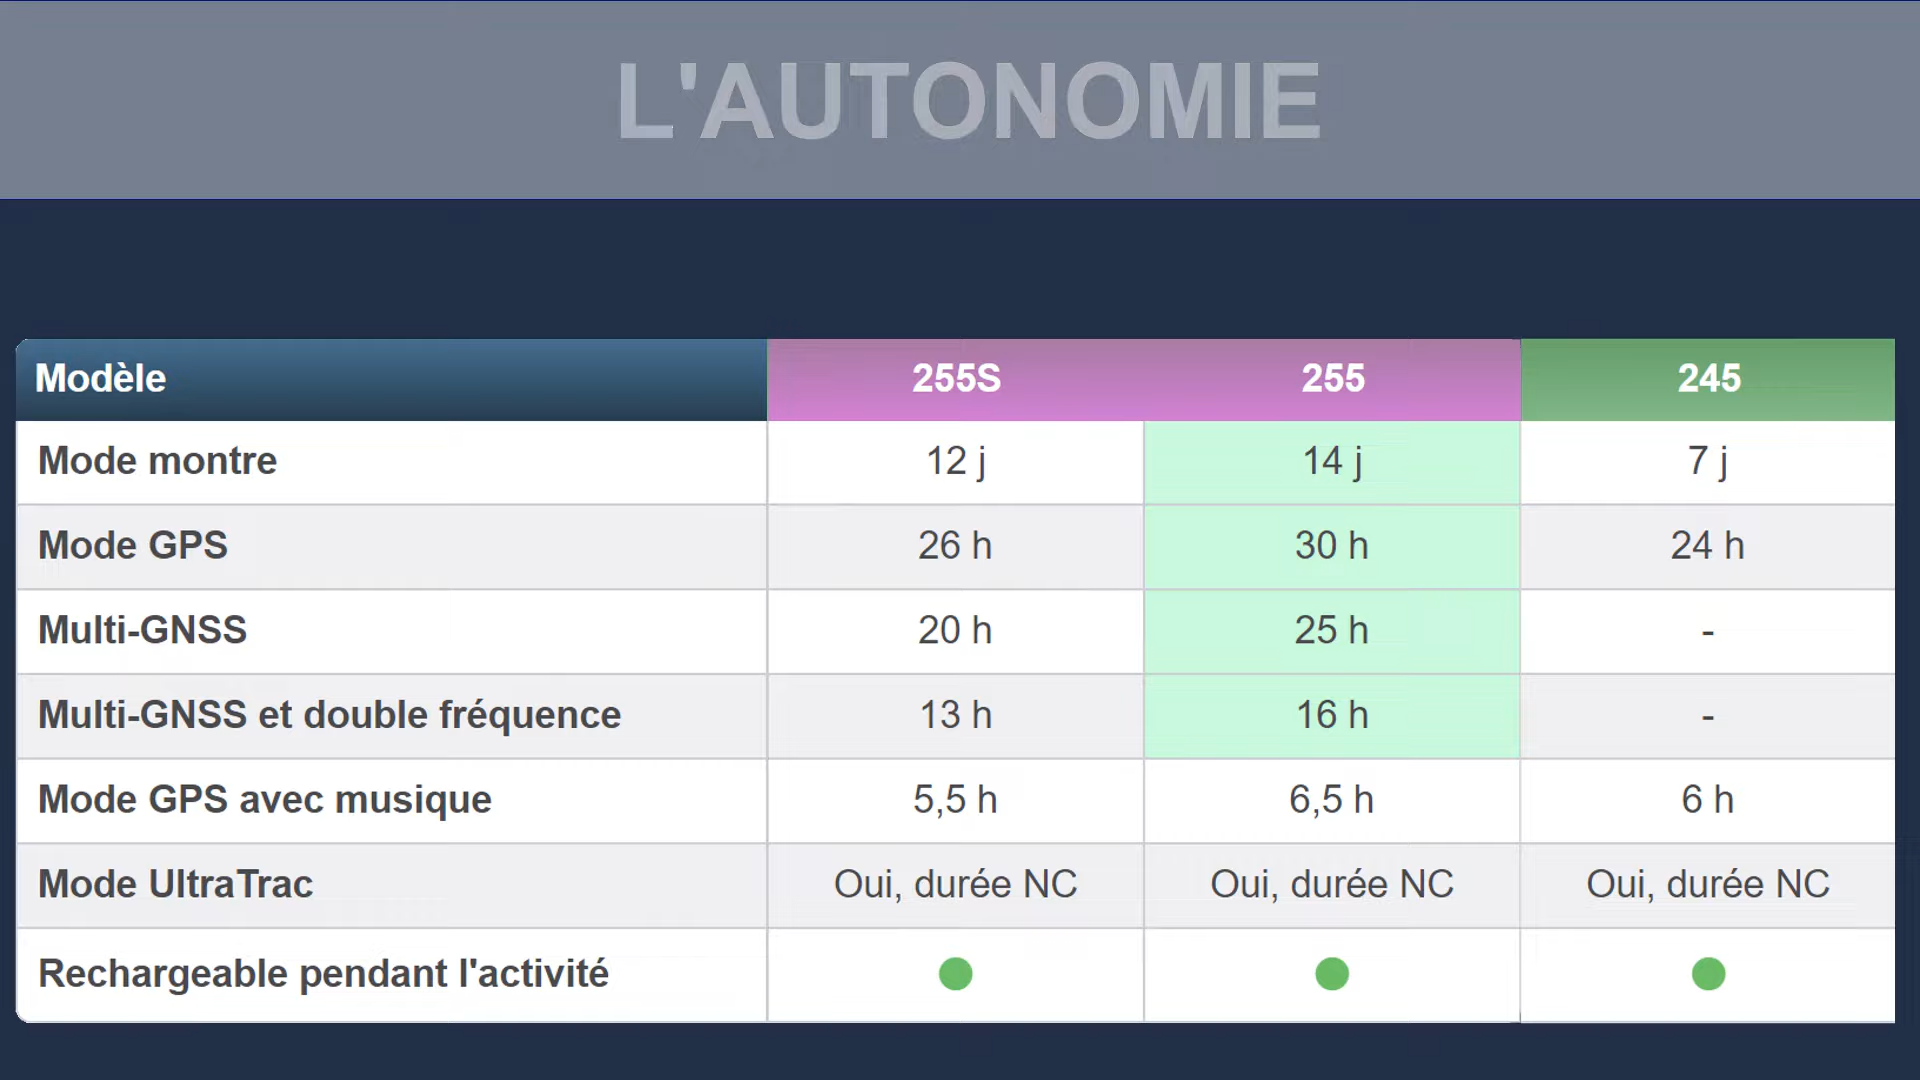 L'AUTONOMIE
Modèle 255S 255 245
Mode montre 12 j 14 j 7 j
Mode GPS 26 h 30 h 24 h
Multi-GNSS 20 h 25 h -
Multi-GNSS et double fréquence 13 h 16 h -
Mode GPS avec musique 5,5 h 6,5 h 6 h
Mode UltraTrac Oui, durée NC Oui, durée NC Oui, durée NC
Rechargeable pendant l'activité